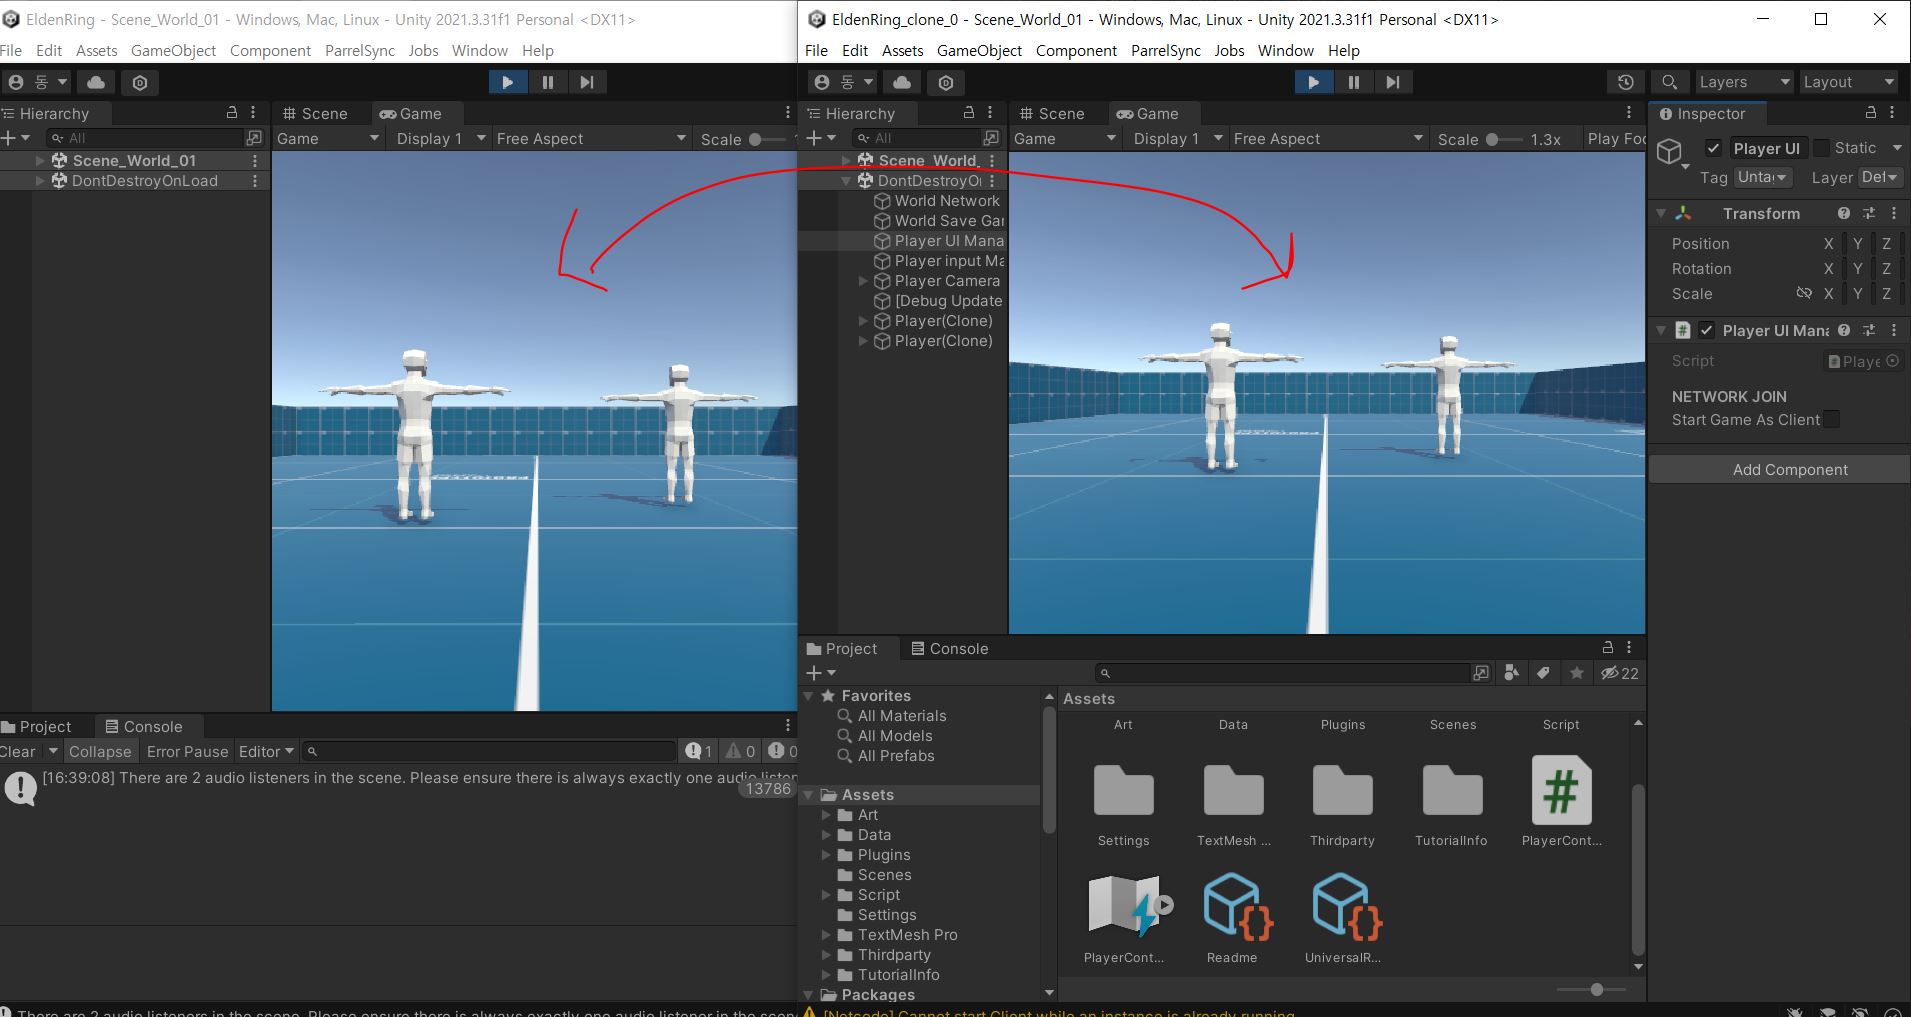 EldenRing - Scene_World_01 - Windows, Mac, Linux - Unity 2021.3.31f1 Personal <DX11>
File Edit Assets GameObject Component ParrelSync Jobs Window Help
동
Hierarchy
Scene Game
All
Game Display 1 Free Aspect Scale 1
Scene_World_01
DontDestroyOnLoad
Project Console
Clear Collapse Error Pause Editor 1 0 0
[16:39:08] There are 2 audio listeners in the scene. Please ensure there is always exactly one audio listen
13786
There are 2 audio listeners in the scene. Please ensure there is always exactly one audio listener in the scen
EldenRing_clone_0 - Scene_World_01 - Windows, Mac, Linux - Unity 2021.3.31f1 Personal <DX11>
File Edit Assets GameObject Component ParrelSync Jobs Window Help
동
Layers Layout
Hierarchy
Scene Game
All
Game Display 1 Free Aspect Scale 1.3x Play Foc
Scene_World_
DontDestroyO
World Network
World Save Gar
Player UI Mana
Player input Ma
Player Camera
[Debug Update
Player(Clone)
Player(Clone)
Inspector
Player UI Static
Tag Unta Layer Def
Transform
Position X Y Z
Rotation X Y Z
Scale X Y Z
# Player UI Mana
Script Playe
NETWORK JOIN
Start Game As Client
Add Component
Project Console
22
Favorites
All Materials
All Models
All Prefabs
Assets
Art
Data
Plugins
Scenes
Script
Settings
TextMesh Pro
Thirdparty
TutorialInfo
Packages
Assets
Art Data Plugins Scenes Script
#
Settings TextMesh ... Thirdparty TutorialInfo PlayerCont...
{} {}
PlayerCont... Readme UniversalR...
[Netcode] Cannot start Client while an instance is already running